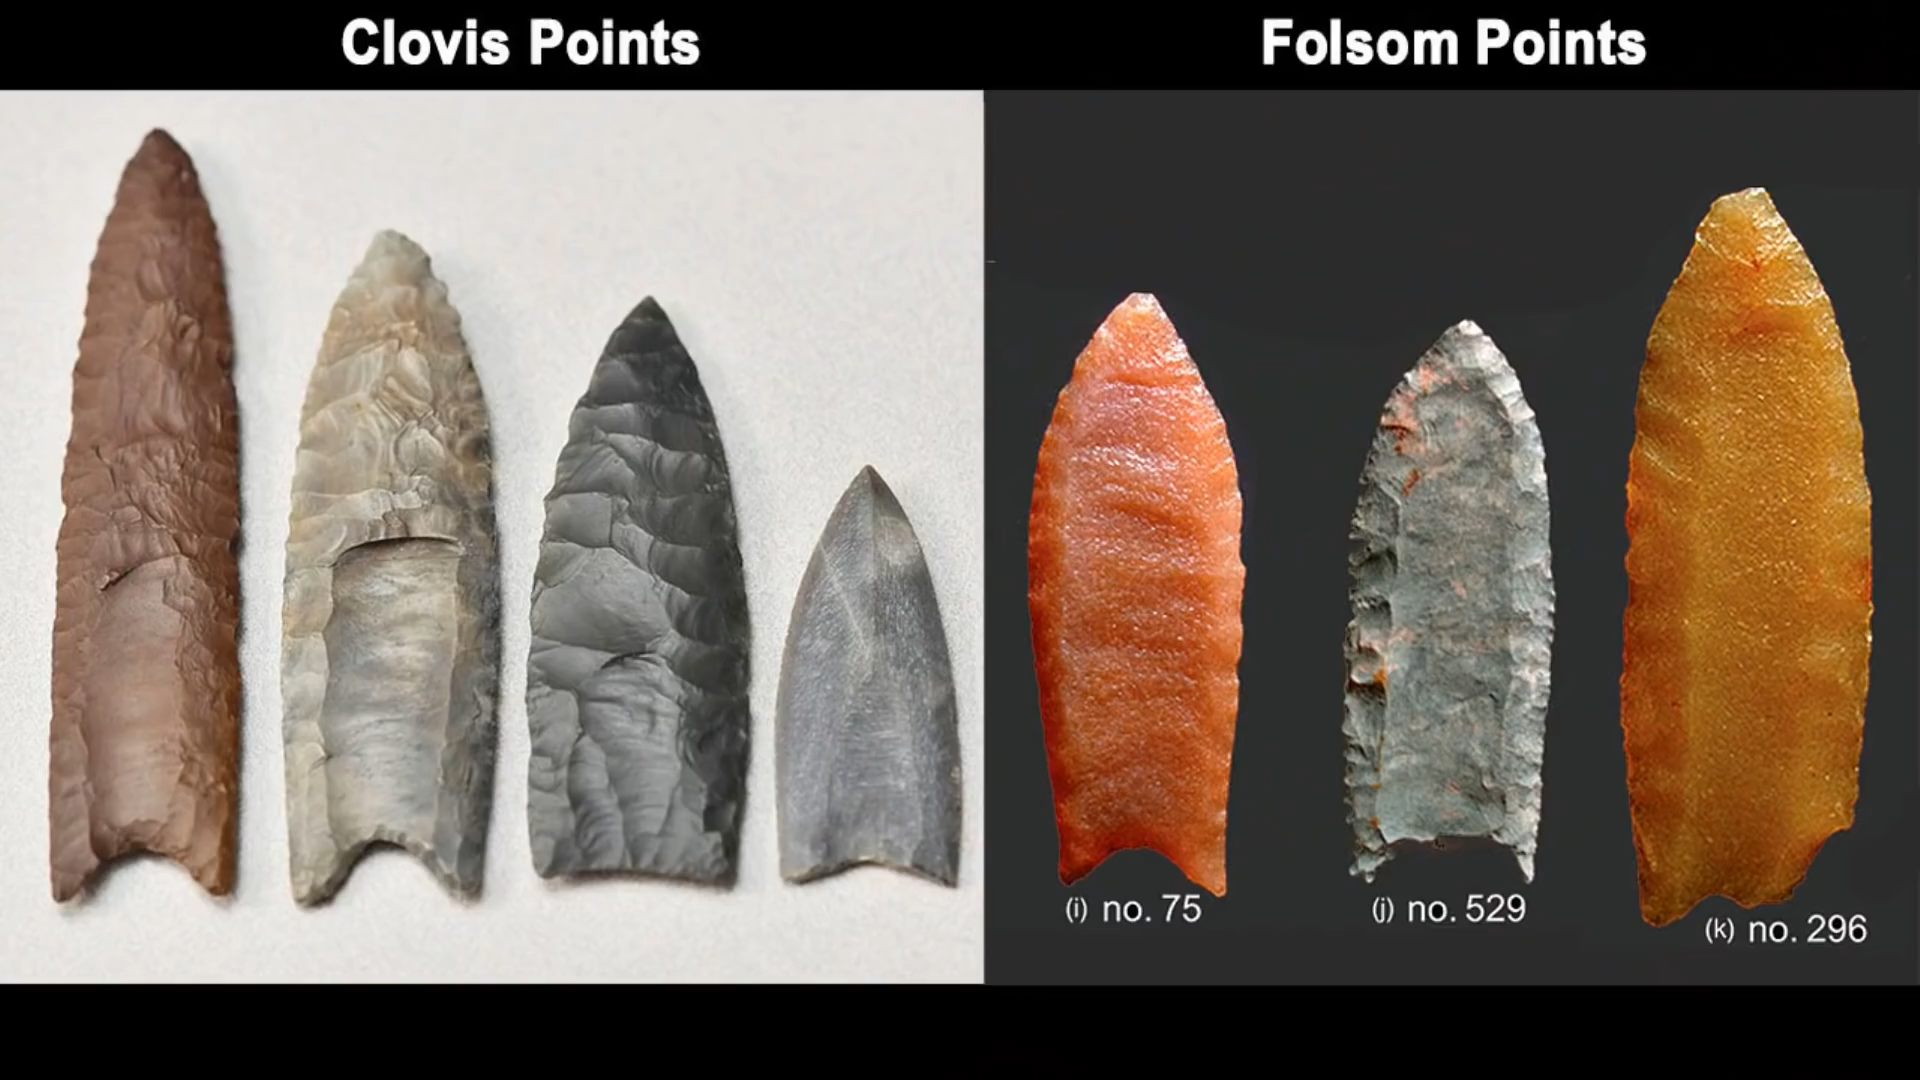 Clovis Points
Folsom Points
(i) no. 75
(j) no. 529
(k) no. 296